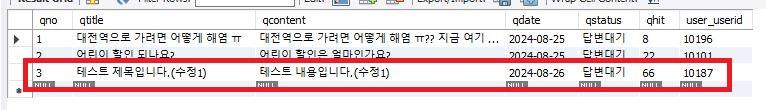 Result Grid Filter Rows: Edit: Export/Import: Wrap Cell Content:
qno qtitle qcontent qdate qstatus qhit user_userid
1 대전역으로 가려면 어떻게 해염 ㅠ 대전역으로 가려면 어떻게 해염 ㅠ?? 지금 여기 ... 2024-08-25 답변대기 8 10196
2 어린이 할인 되나요? 어린이 할인은 얼마인가요? 2024-08-25 답변대기 22 10101
3 테스트 제목입니다.(수정1) 테스트 내용입니다.(수정1) 2024-08-26 답변대기 66 10187
NULL NULL NULL NULL NULL NULL NULL